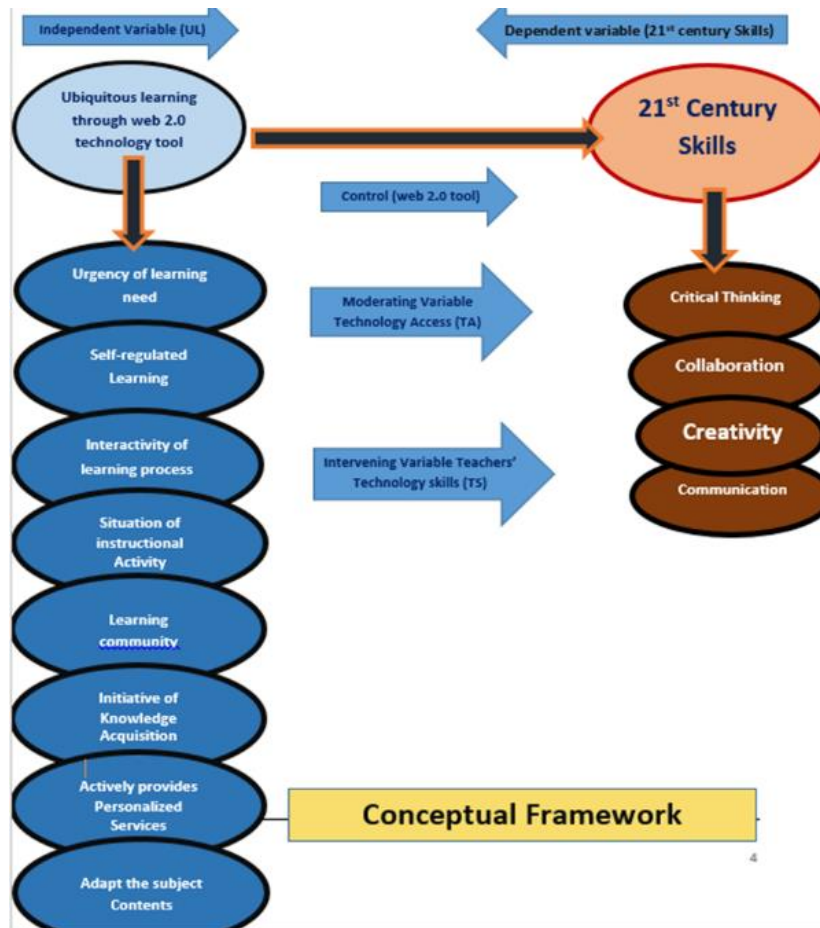 Independent Variable (UL)
Dependent variable (21st century Skills)
Ubiquitous learning
through web 2.0
technology tool
21st Century
Skills
Control (web 2.0 tool)
Urgency of learning
need
Moderating Variable
Technology Access (TA)
Critical Thinking
Self-regulated
Learning
Collaboration
Interactivity of
learning process
Creativity
Intervening Variable Teachers'
Technology skills (TS)
Communication
Situation of
instructional
Activity
Learning
community
Initiative of
Knowledge
Acquisition
Actively provides
Personalized
Services
Conceptual Framework
4
Adapt the subject
Contents